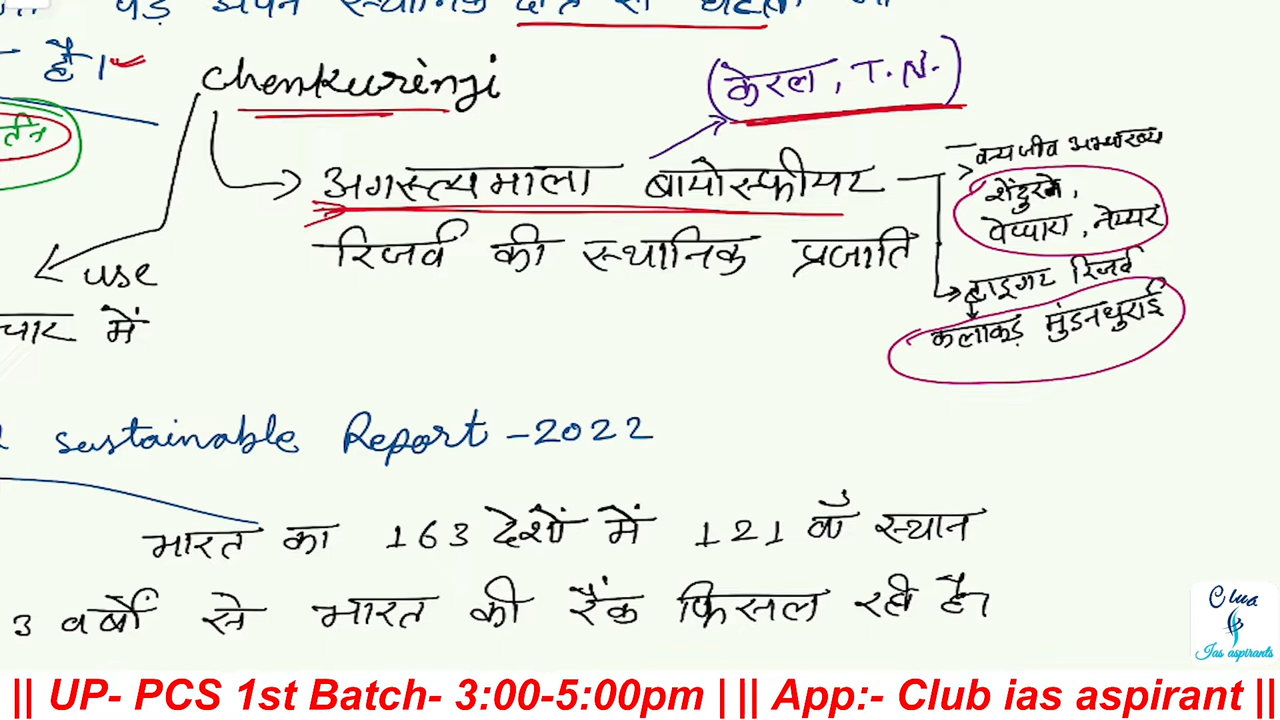 है।
chenkurinji
(केरल, T.N.)
अगस्त्यमाला बायोस्फीयर
रिजर्व की स्थानिक प्रजाति
वन्यजीव अभ्यारण्य
पेप्पारा, नेय्यर
टाइगर रिजर्व
कलाकड़ मुंडनथुराई
use
चार में
sustainable Report -2022
भारत का 163 देशों में 121 वाँ स्थान
3 वर्षों से भारत की रैंक फिसल रही है।
Club
Ias aspirants
|| UP- PCS 1st Batch- 3:00-5:00pm | || App:- Club ias aspirant ||